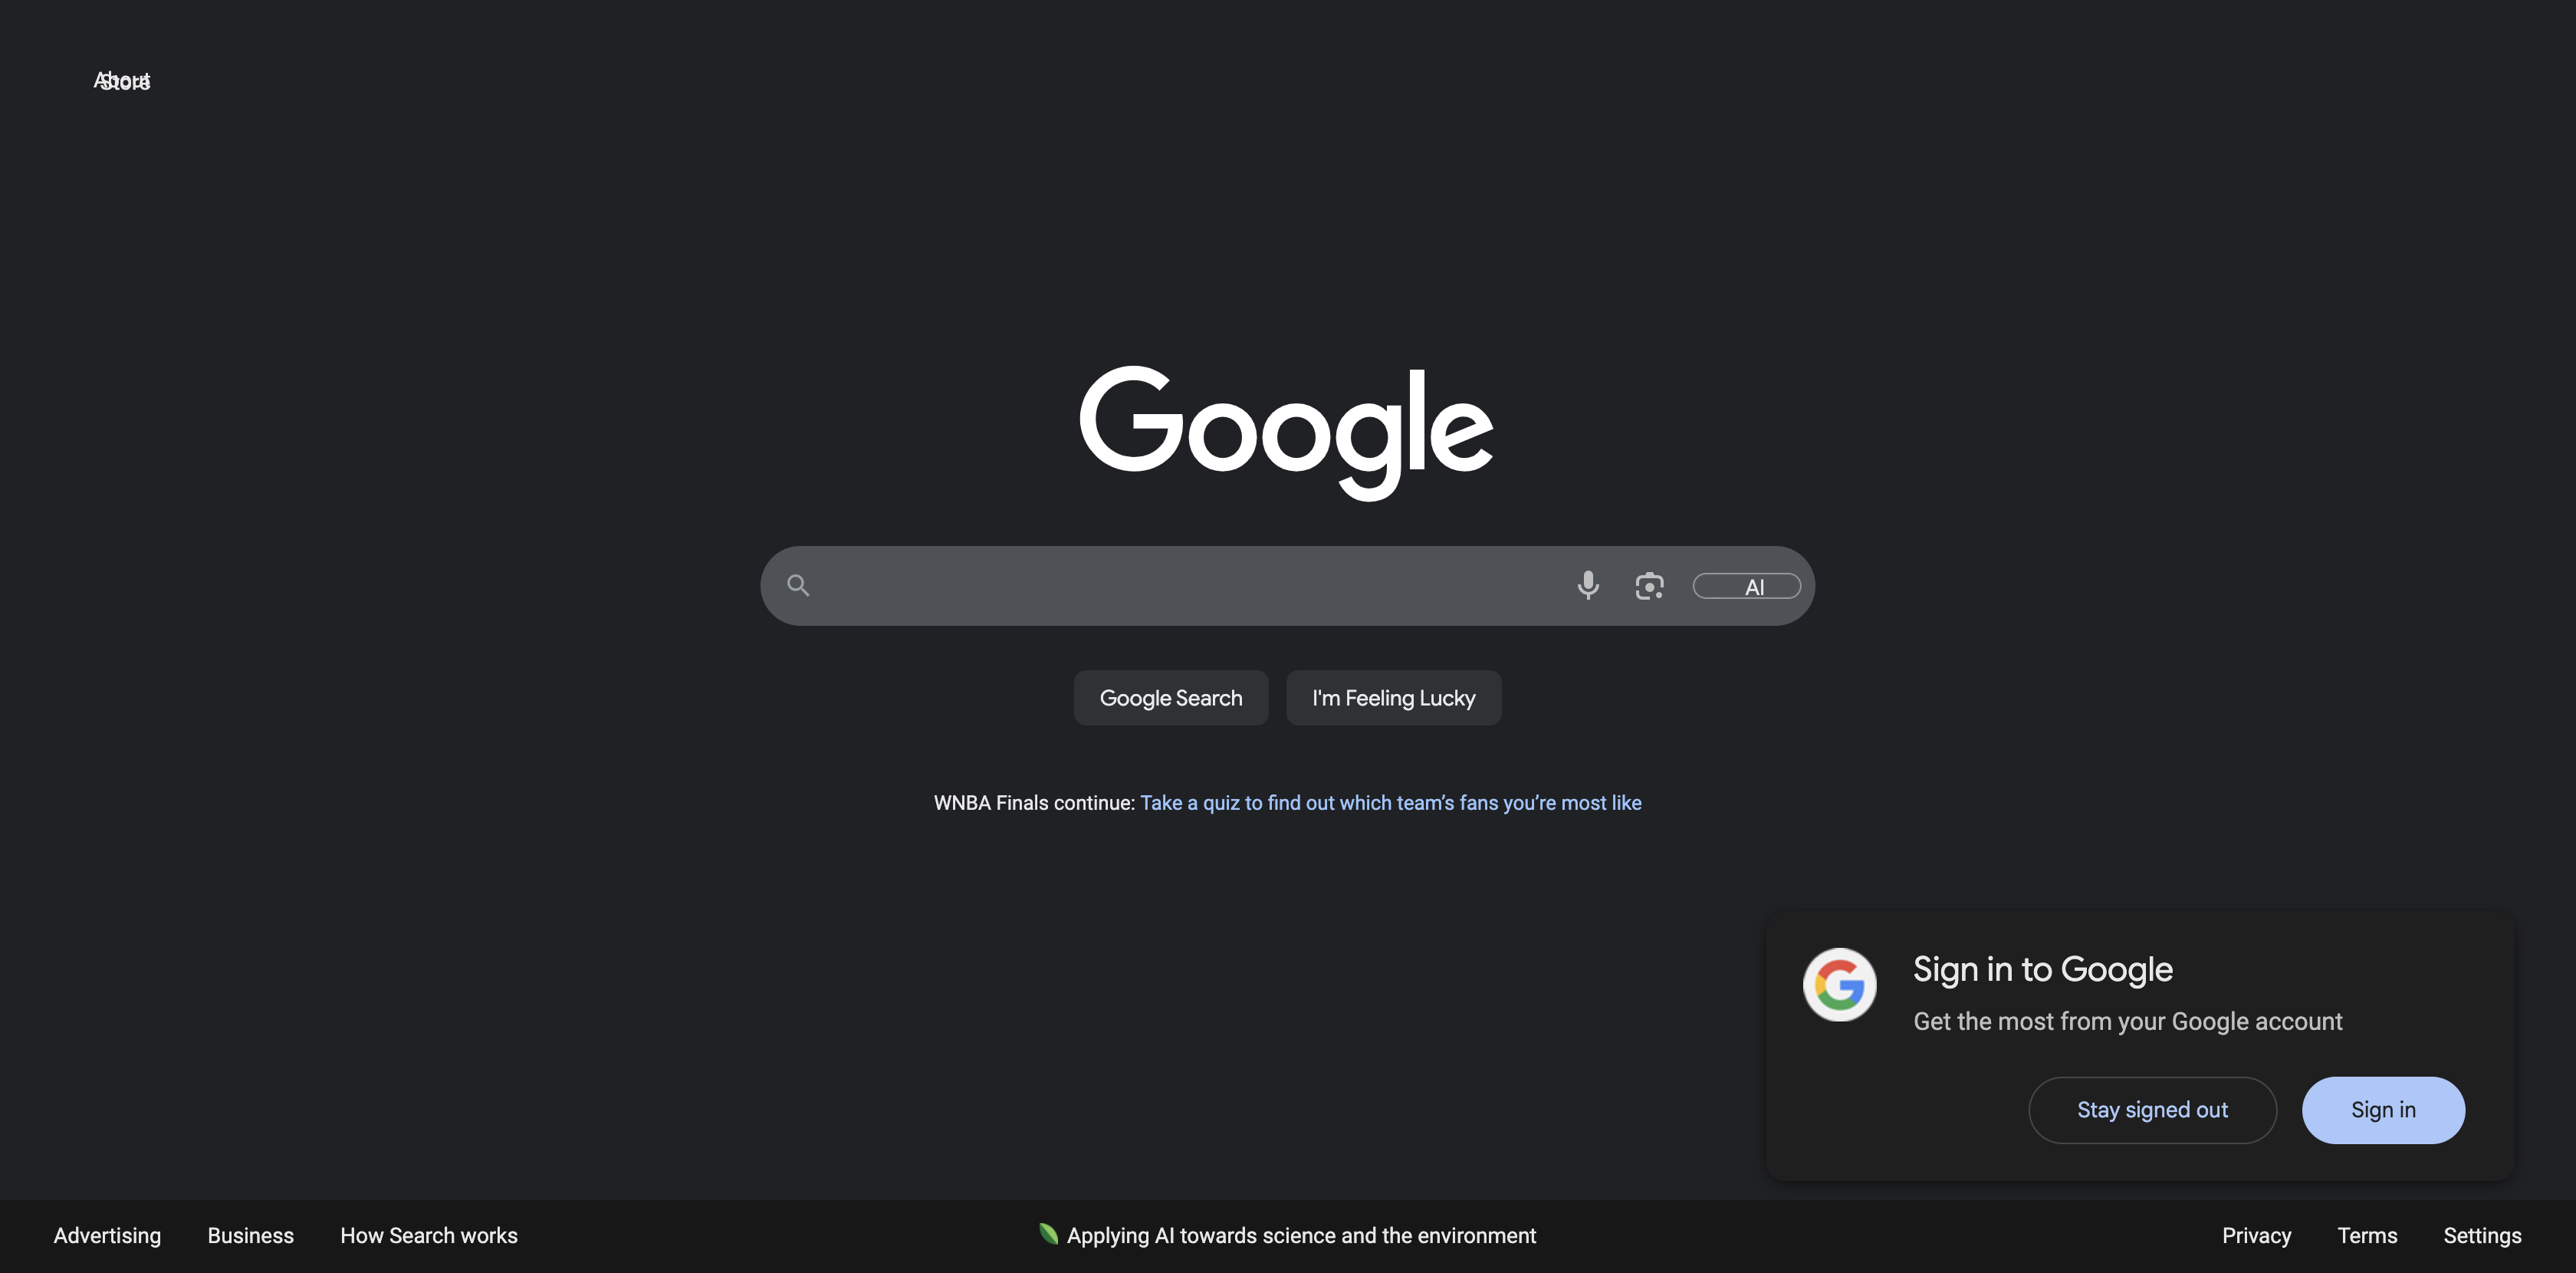 About
Store
Google
AI
Google Search
I'm Feeling Lucky
WNBA Finals continue: Take a quiz to find out which team’s fans you’re most like
Sign in to Google
Get the most from your Google account
Stay signed out
Sign in
Advertising
Business
How Search works
Applying AI towards science and the environment
Privacy
Terms
Settings